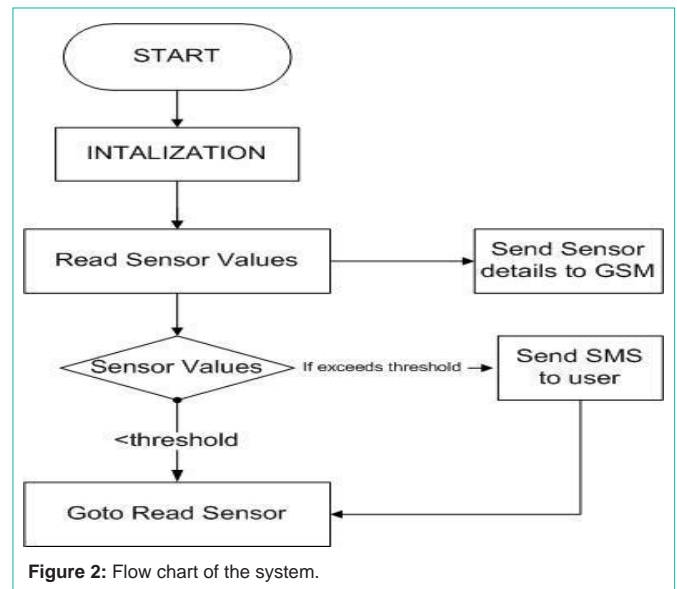 START
INTALIZATION
Read Sensor Values
Send Sensor
details to GSM
Sensor Values
If exceeds threshold
Send SMS
to user
<threshold
Goto Read Sensor
Figure 2: Flow chart of the system.